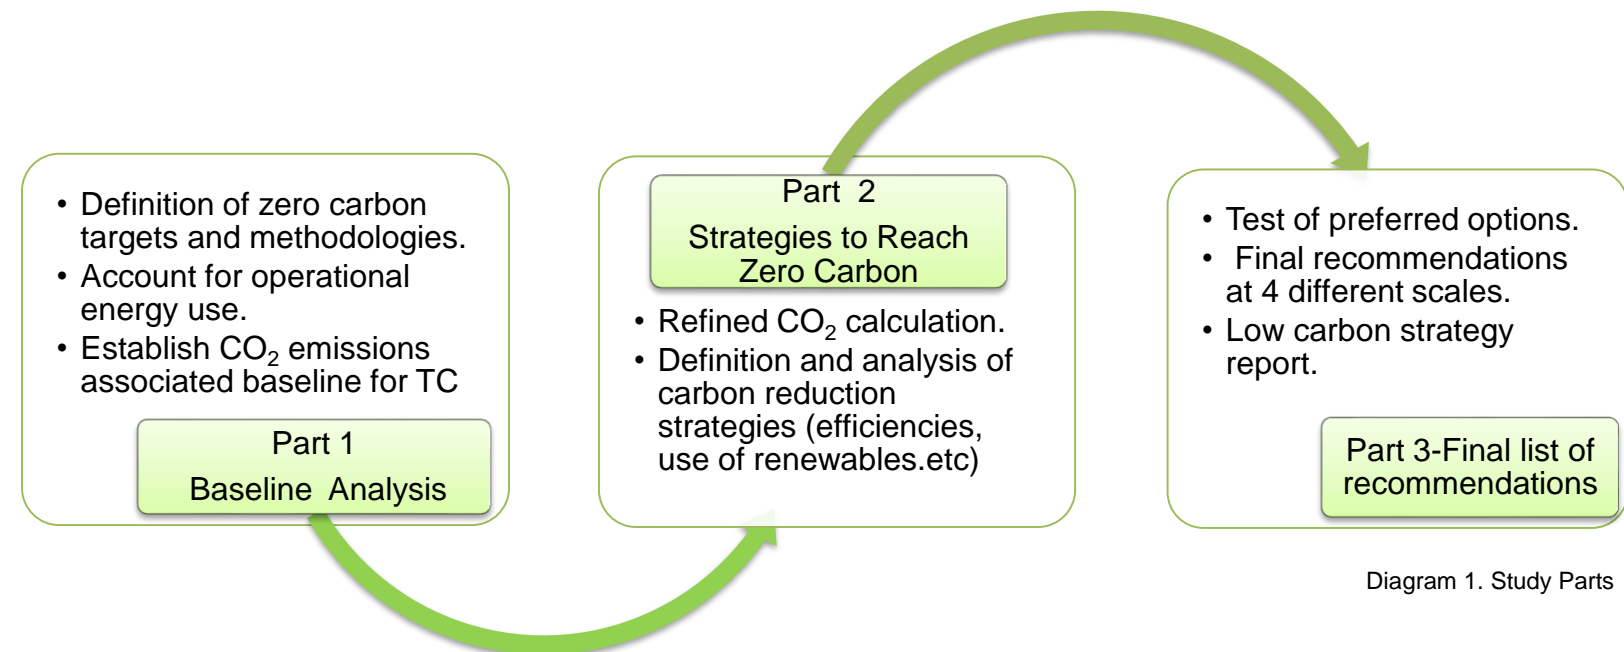 • Definition of zero carbon
targets and methodologies.
• Account for operational
energy use.
• Establish CO₂ emissions
associated baseline for TC
Part 1
Baseline Analysis
Part 2
Strategies to Reach
Zero Carbon
• Refined CO₂ calculation.
• Definition and analysis of
carbon reduction
strategies (efficiencies,
use of renewables.etc)
• Test of preferred options.
• Final recommendations
at 4 different scales.
• Low carbon strategy
report.
Part 3-Final list of
recommendations
Diagram 1. Study Parts